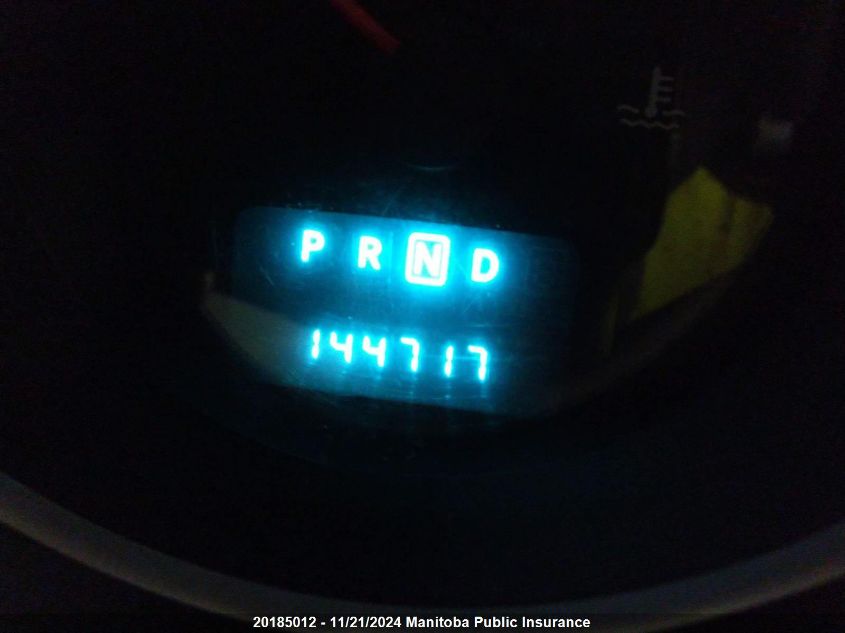 P R N D
144717
20185012 - 11/21/2024 Manitoba Public Insurance